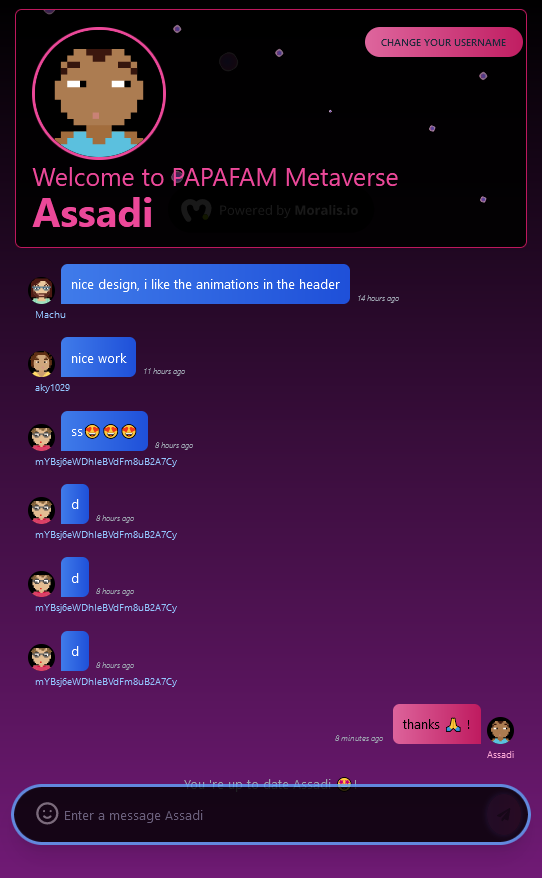 CHANGE YOUR USERNAME
Welcome to PAPAFAM Metaverse
Assadi
Powered by Moralis.io
nice design, i like the animations in the header
14 hours ago
Machu
nice work
11 hours ago
aky1029
ss😍😍😍
8 hours ago
mYBsj6eWDhIeBVdFm8uB2A7Cy
d
8 hours ago
mYBsj6eWDhIeBVdFm8uB2A7Cy
d
8 hours ago
mYBsj6eWDhIeBVdFm8uB2A7Cy
d
8 hours ago
mYBsj6eWDhIeBVdFm8uB2A7Cy
thanks 🙏 !
8 minutes ago
Assadi
You 're up to date Assadi 🤩!
Enter a message Assadi